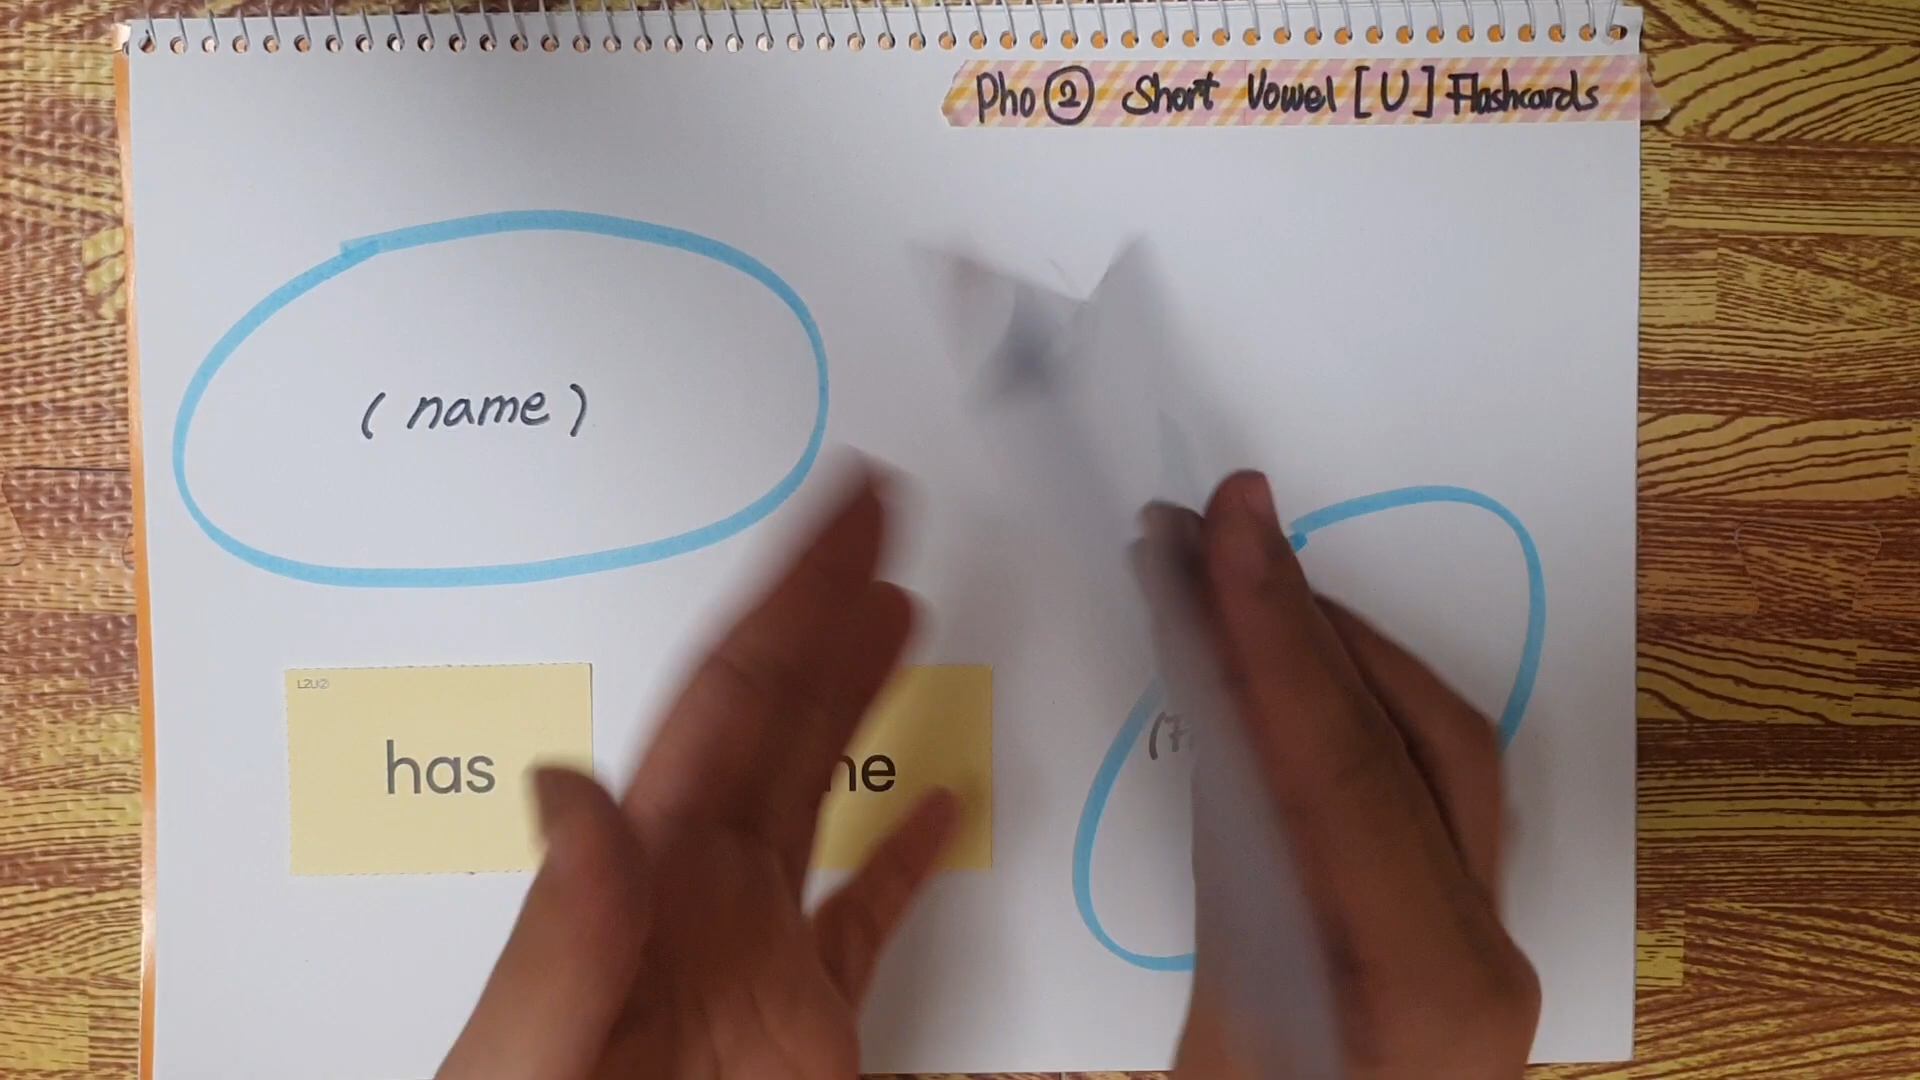 Pho ② Short Vowel [U] Flashcards
(name)
L2U②
has